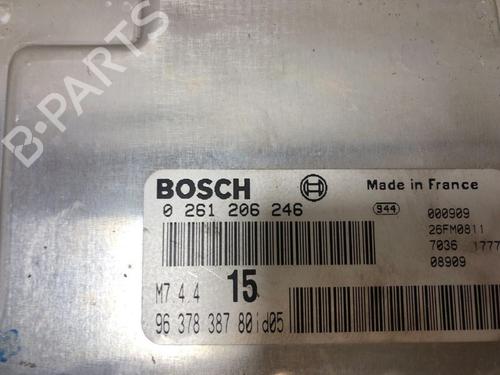 B-PARTS
BOSCH Made in France
0 261 206 246 944 000909
26FM0811
7036 1777
08909
M7 4.4 15
96 378 387 80 id05